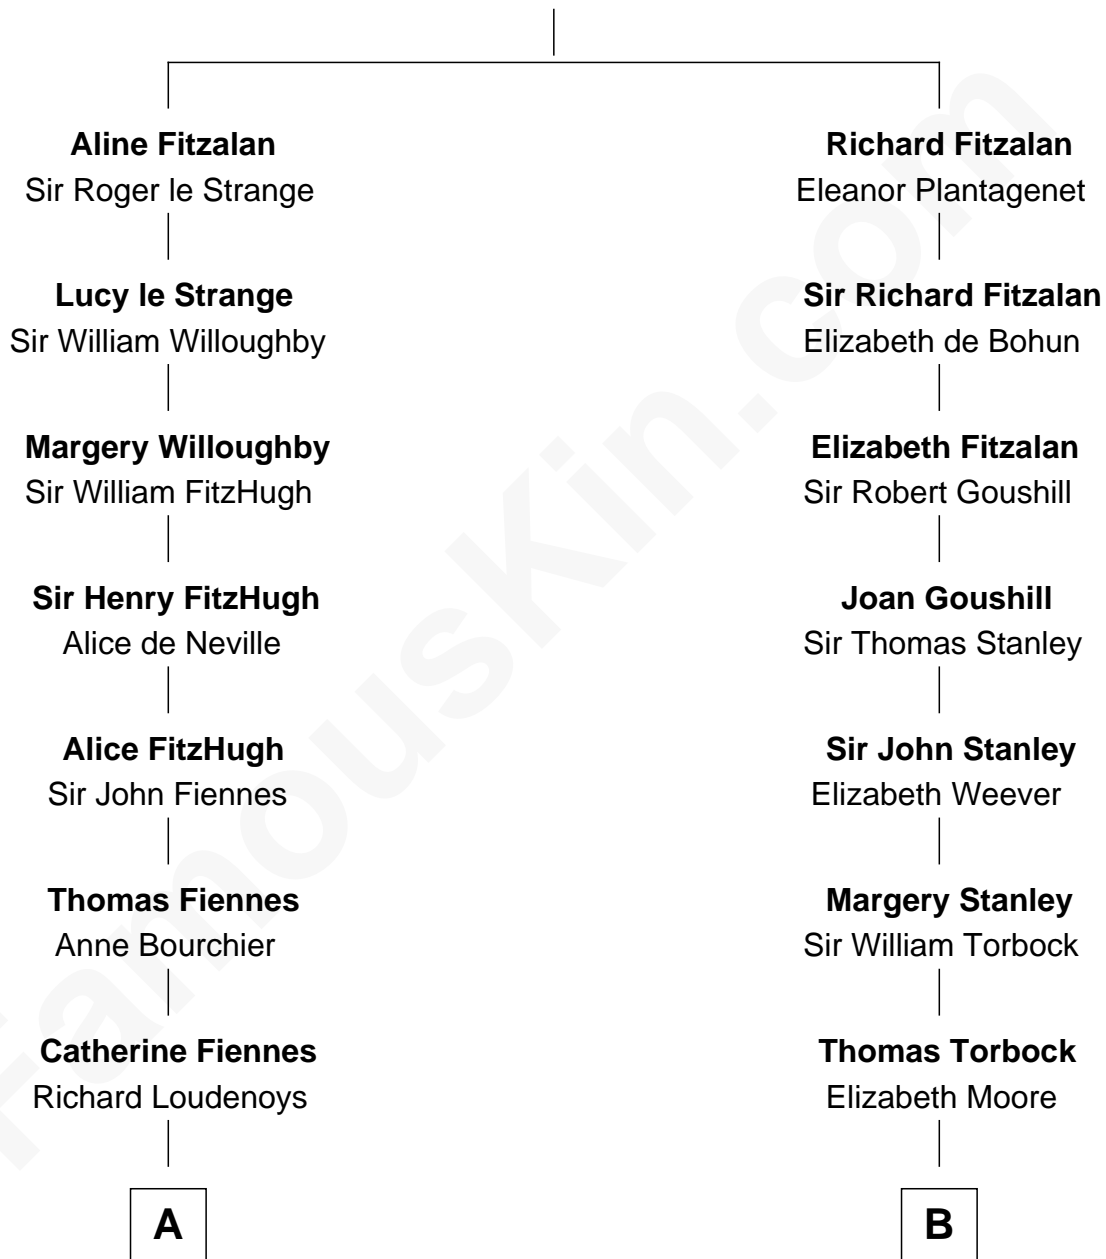 Aline Fitzalan
Sir Roger le Strange
Lucy le Strange
Sir William Willoughby
Margery Willoughby
Sir William FitzHugh
Sir Henry FitzHugh
Alice de Neville
Alice FitzHugh
Sir John Fiennes
Thomas Fiennes
Anne Bourchier
Catherine Fiennes
Richard Loudenoys
A
Richard Fitzalan
Eleanor Plantagenet
Sir Richard Fitzalan
Elizabeth de Bohun
Elizabeth Fitzalan
Sir Robert Goushill
Joan Goushill
Sir Thomas Stanley
Sir John Stanley
Elizabeth Weever
Margery Stanley
Sir William Torbock
Thomas Torbock
Elizabeth Moore
B
FamousKin.com